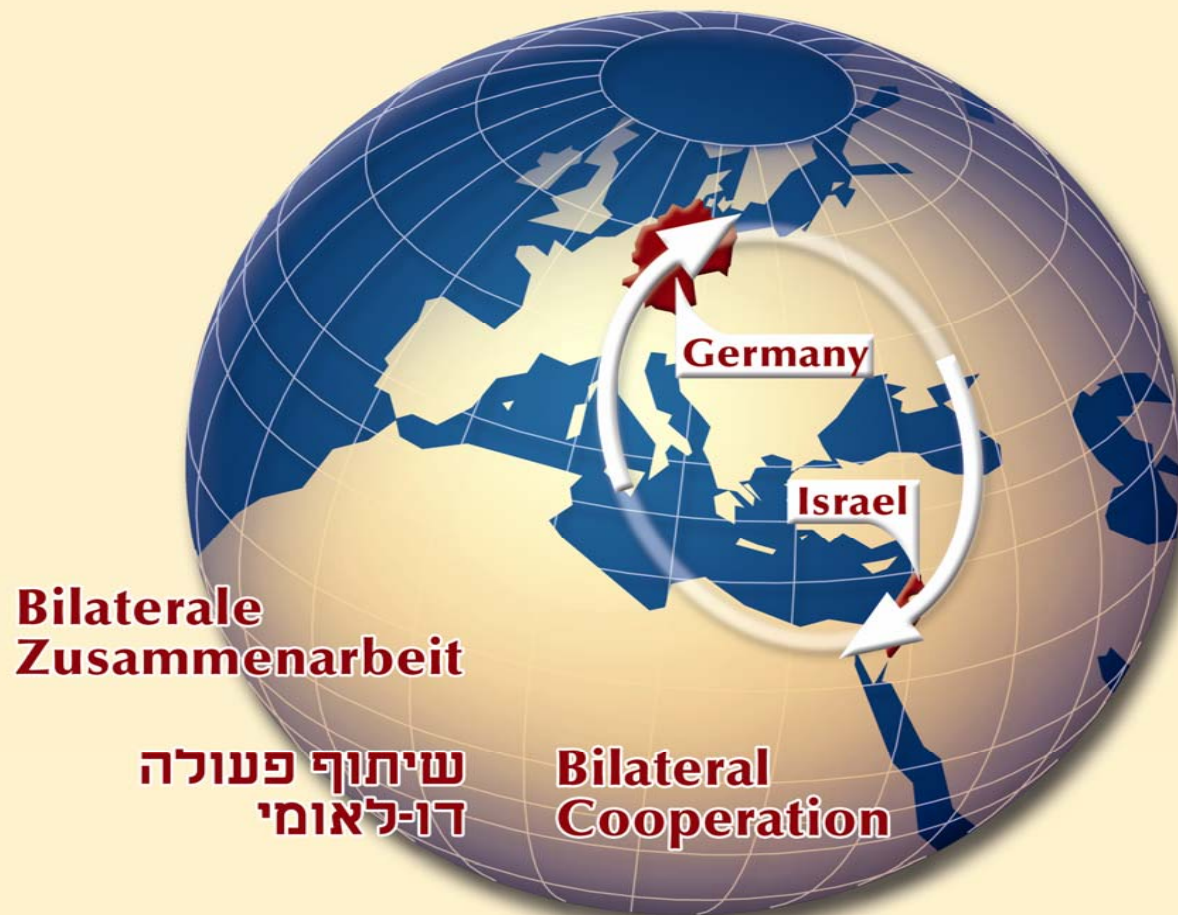 Germany
Israel
Bilaterale
Zusammenarbeit
שיתוף פעולה
דו-לאומי
Bilateral
Cooperation